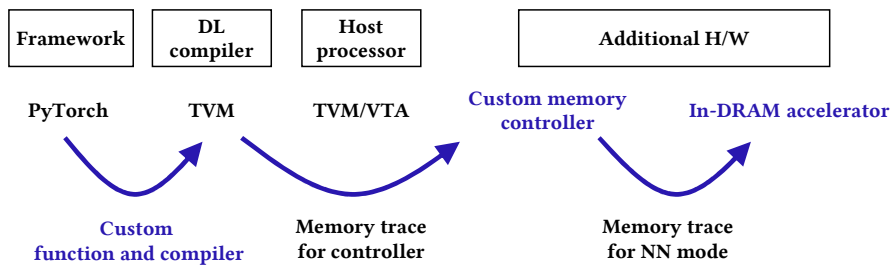 Framework
DL
compiler
Host
processor
Additional H/W
PyTorch
TVM
TVM/VTA
Custom memory
controller
In-DRAM accelerator
Custom
function and compiler
Memory trace
for controller
Memory trace
for NN mode